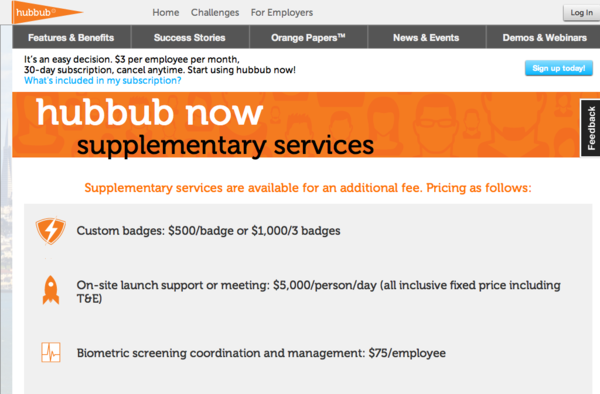 hubbub
Home Challenges For Employers
Log In
Features & Benefits Success Stories Orange Papers™ News & Events Demos & Webinars
It's an easy decision. $3 per employee per month,
30-day subscription, cancel anytime. Start using hubbub now!
What's included in my subscription?
Sign up today!
hubbub now
supplementary services
Feedback
Supplementary services are available for an additional fee. Pricing as follows:
Custom badges: $500/badge or $1,000/3 badges
On-site launch support or meeting: $5,000/person/day (all inclusive fixed price including
T&E)
Biometric screening coordination and management: $75/employee